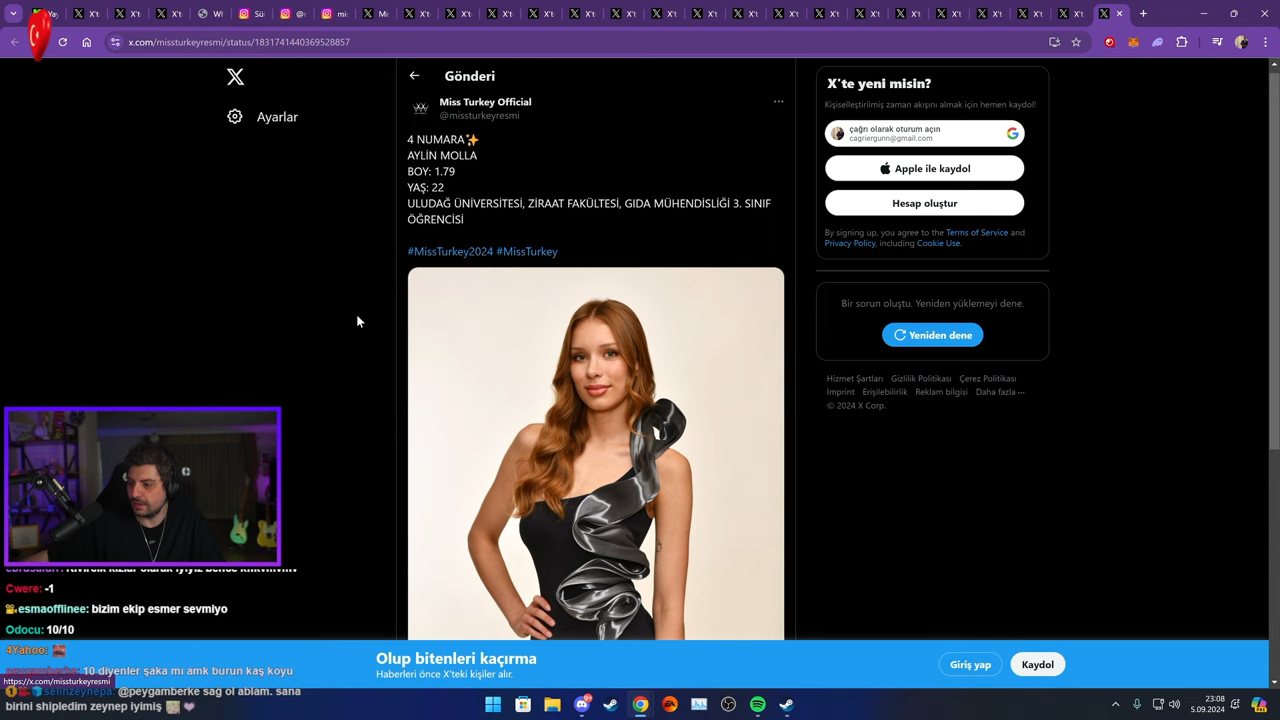 x.com/missturkeyresmi/status/1831741440369528857
Gönderi
Ayarlar
Miss Turkey Official
@missturkeyresmi
4 NUMARA✨
AYLİN MOLLA
BOY: 1.79
YAŞ: 22
ULUDAĞ ÜNİVERSİTESİ, ZİRAAT FAKÜLTESİ, GIDA MÜHENDİSLİĞİ 3. SINIF
ÖĞRENCİSİ
#MissTurkey2024 #MissTurkey
X'te yeni misin?
Kişiselleştirilmiş zaman akışını almak için hemen kaydol!
çağrı olarak oturum açın
cagriergunn@gmail.com
Apple ile kaydol
Hesap oluştur
By signing up, you agree to the Terms of Service and
Privacy Policy, including Cookie Use.
Bir sorun oluştu. Yeniden yüklemeyi dene.
Yeniden dene
Hizmet Şartları Gizlilik Politikası Çerez Politikası
Imprint Erişilebilirlik Reklam bilgisi Daha fazla ···
© 2024 X Corp.
Cwere: -1
esmaofflinee: bizim ekip esmer sevmiyo
Odocu: 10/10
4Yahoo:
10 diyenler şaka mı amk burun kaş koyu
https://x.com/missturkeyresmi
selinzeynepa: @peygamberke sag ol ablam. sana
birini diyemedim zeynep iyimiş
Olup bitenleri kaçırma
Haberleri önce X'teki kişiler alır.
Giriş yap
Kaydol
23:08
5.09.2024